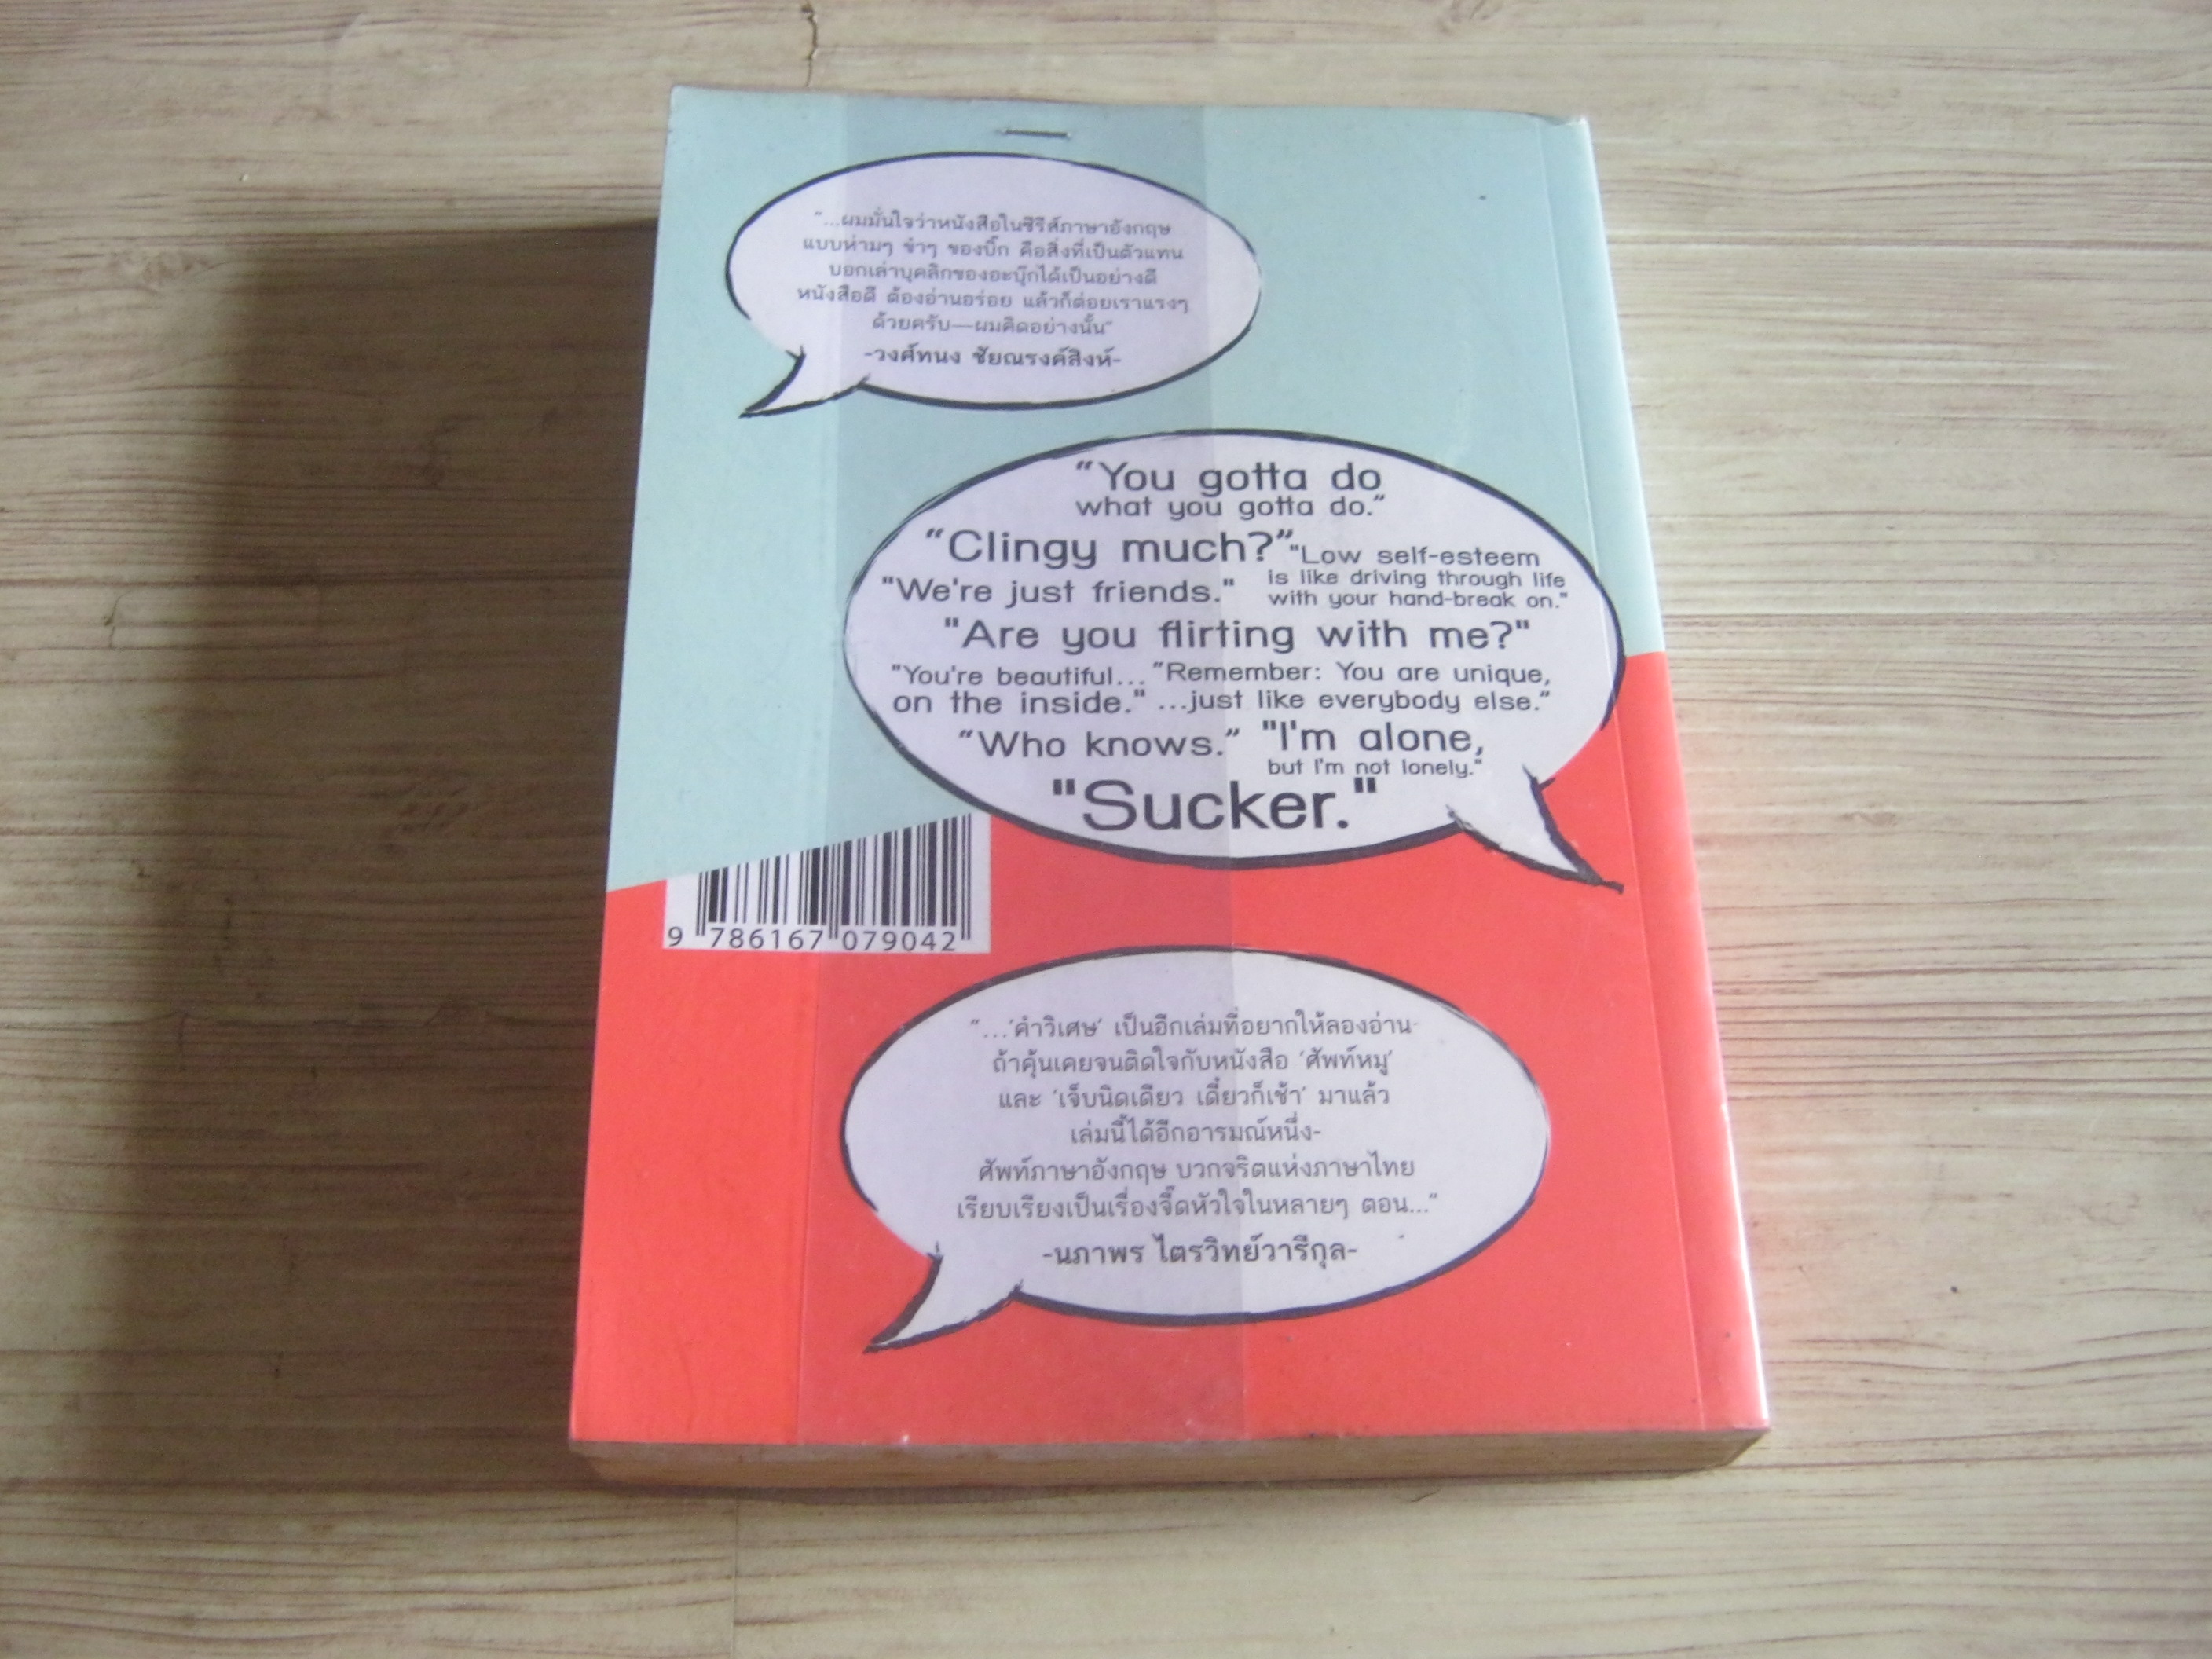 "...ผมมั่นใจว่าหนังสือในซีรีส์ภาษาอังกฤษ
แบบห่ามๆ ขำๆ ของบิ๊ก คือสิ่งที่เป็นตัวแทน
บอกเล่าบุคลิกของอะบุ๊กได้เป็นอย่างดี
หนังสือดี ต้องอ่านอร่อย แล้วก็ต่อยเราแรงๆ
ด้วยครับ—ผมคิดอย่างนั้น"
-วงศ์ทนง ชัยณรงค์สิงห์-
“You gotta do
what you gotta do.”
“Clingy much?”
"Low self-esteem
is like driving through life
with your hand-break on."
"We're just friends."
"Are you flirting with me?"
"You're beautiful...
on the inside."
“Remember: You are unique,
...just like everybody else.”
“Who knows.”
"I'm alone,
but I'm not lonely."
"Sucker."
9 786167 079042
"...'คำวิเศษ' เป็นอีกเล่มที่อยากให้ลองอ่าน
ถ้าคุ้นเคยจนติดใจกับหนังสือ 'ศัพท์หมู'
และ 'เจ็บนิดเดียว เดี๋ยวก็เช้า' มาแล้ว
เล่มนี้ได้อีกอารมณ์หนึ่ง-
ศัพท์ภาษาอังกฤษ บวกจริตแห่งภาษาไทย
เรียบเรียงเป็นเรื่องจี๊ดหัวใจในหลายๆ ตอน..."
-นภาพร ไตรวิทย์วารีกุล-